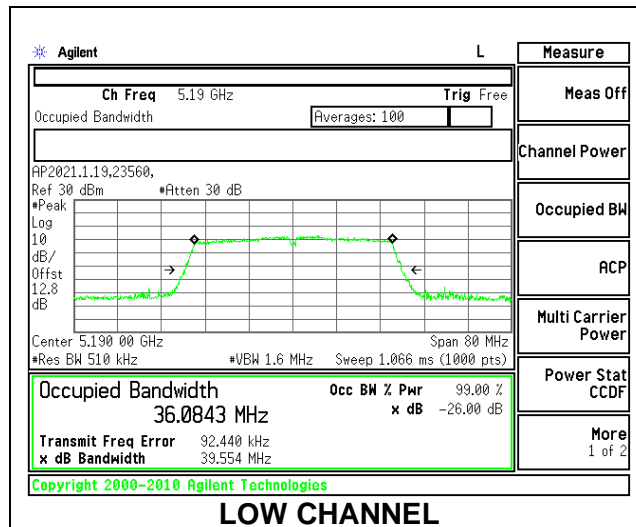 Agilent L Measure
Ch Freq 5.19 GHz Trig Free
Occupied Bandwidth Averages: 100
AP2021.1.19,23560,
Ref 30 dBm #Atten 30 dB
#Peak
Log
10
dB/
Offst
12.8
dB
Center 5.190 00 GHz Span 80 MHz
#Res BW 510 kHz #VBW 1.6 MHz Sweep 1.066 ms (1000 pts)
Occupied Bandwidth Occ BW % Pwr 99.00 %
36.0843 MHz x dB -26.00 dB
Transmit Freq Error 92.440 kHz
x dB Bandwidth 39.554 MHz
Copyright 2000-2010 Agilent Technologies
Meas Off
Channel Power
Occupied BW
ACP
Multi Carrier
Power
Power Stat
CCDF
More
1 of 2
LOW CHANNEL